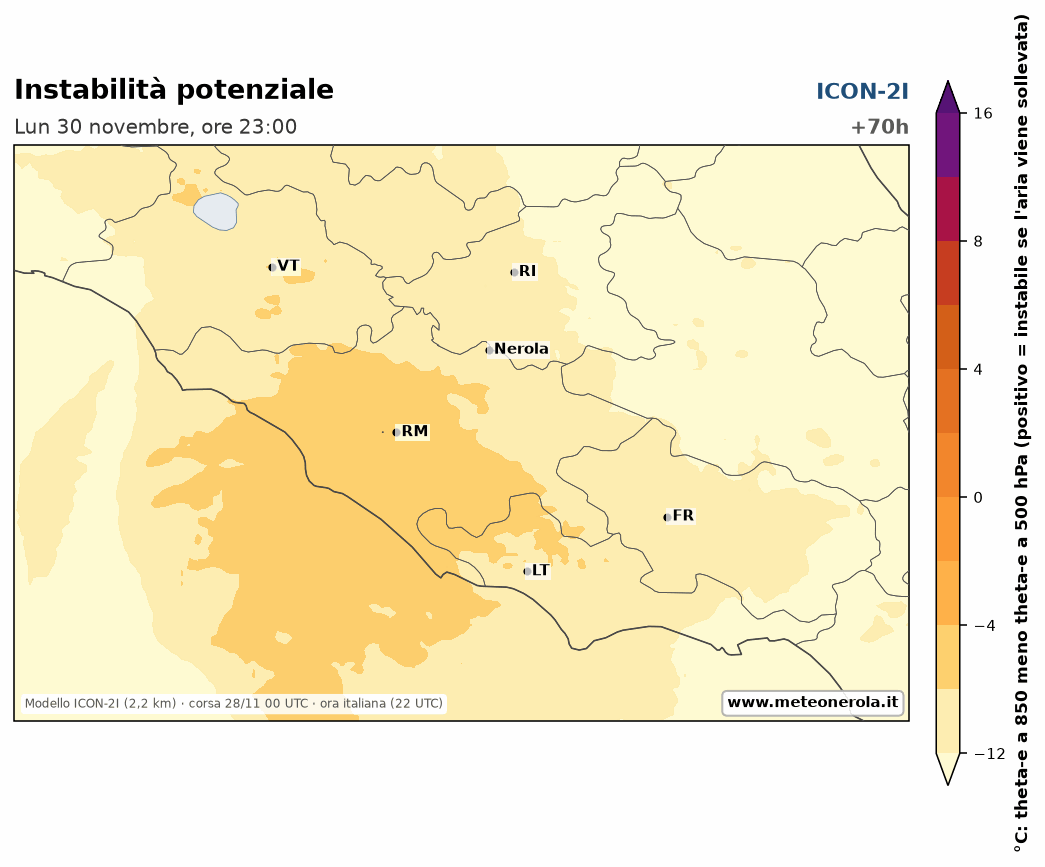 Instabilità potenziale
ICON-2I
Lun 30 novembre, ore 23:00
+70h
VT
RI
Nerola
RM
FR
LT
Modello ICON-2I (2,2 km) · corsa 28/11 00 UTC · ora italiana (22 UTC)
www.meteonerola.it
16
8
4
0
−4
−12
°C: theta-e a 850 meno theta-e a 500 hPa (positivo = instabile se l'aria viene sollevata)